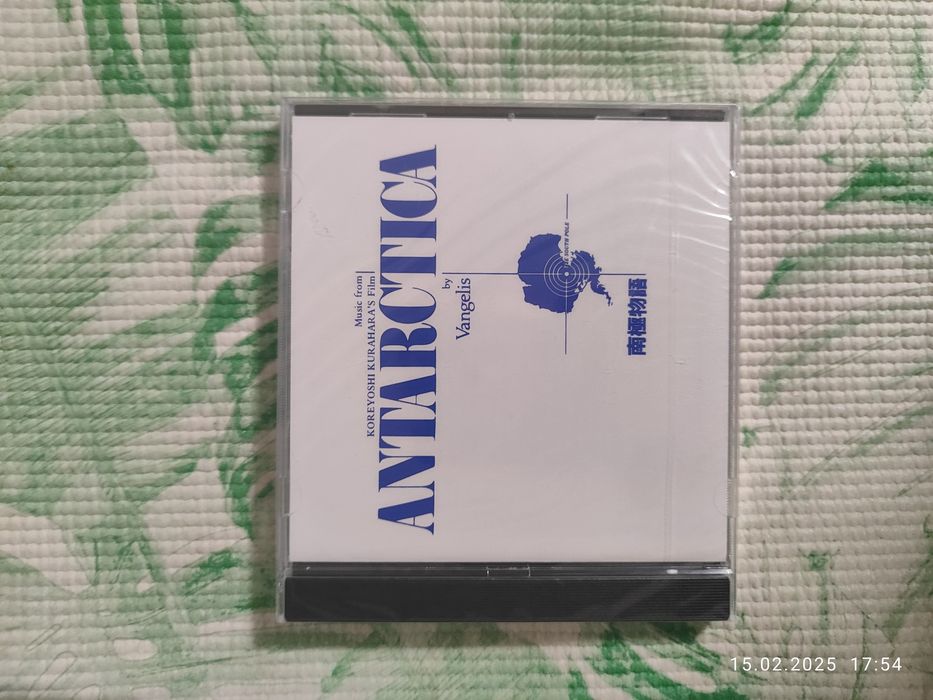 Music from
KOREYOSHI KURAHARA'S Film
ANTARCTICA
by
Vangelis
SOUTH POLE
南極物語
15.02.2025 17:54